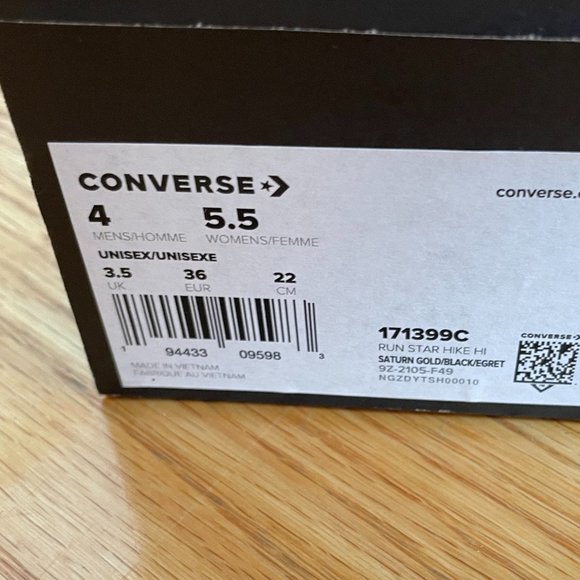 CONVERSE
converse.
4 5.5
MENS/HOMME WOMENS/FEMME
UNISEX/UNISEXE
3.5 36 22
UK EUR CM
1 94433 09598 3
MADE IN VIETNAM
FABRIQUÉ AU VIETNAM
171399C
RUN STAR HIKE HI
SATURN GOLD/BLACK/EGRET
9Z-2105-F49
NGZDYTSH00010
CONVERSE